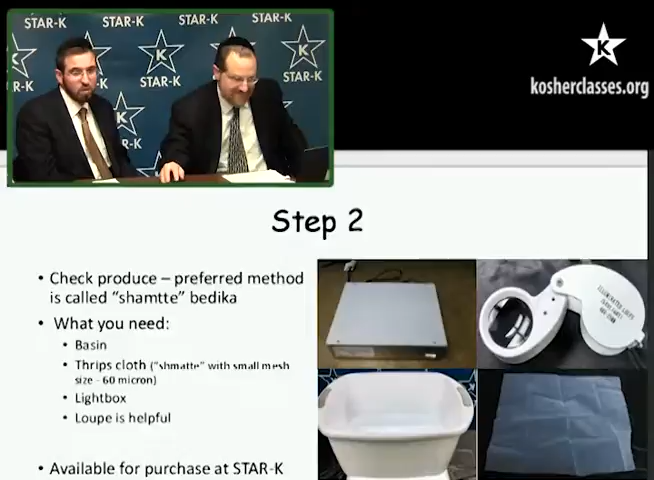 STAR-K
STAR-K
STAR-K
K
K
R-K
STAR-K
STAR-K
K
K
kosherclasses.org
Step 2
• Check produce – preferred method
is called "shamtte" bedika
• What you need:
• Basin
• Thrips cloth ("shmatte" with small mesh
size - 60 micron)
• Lightbox
• Loupe is helpful
• Available for purchase at STAR-K